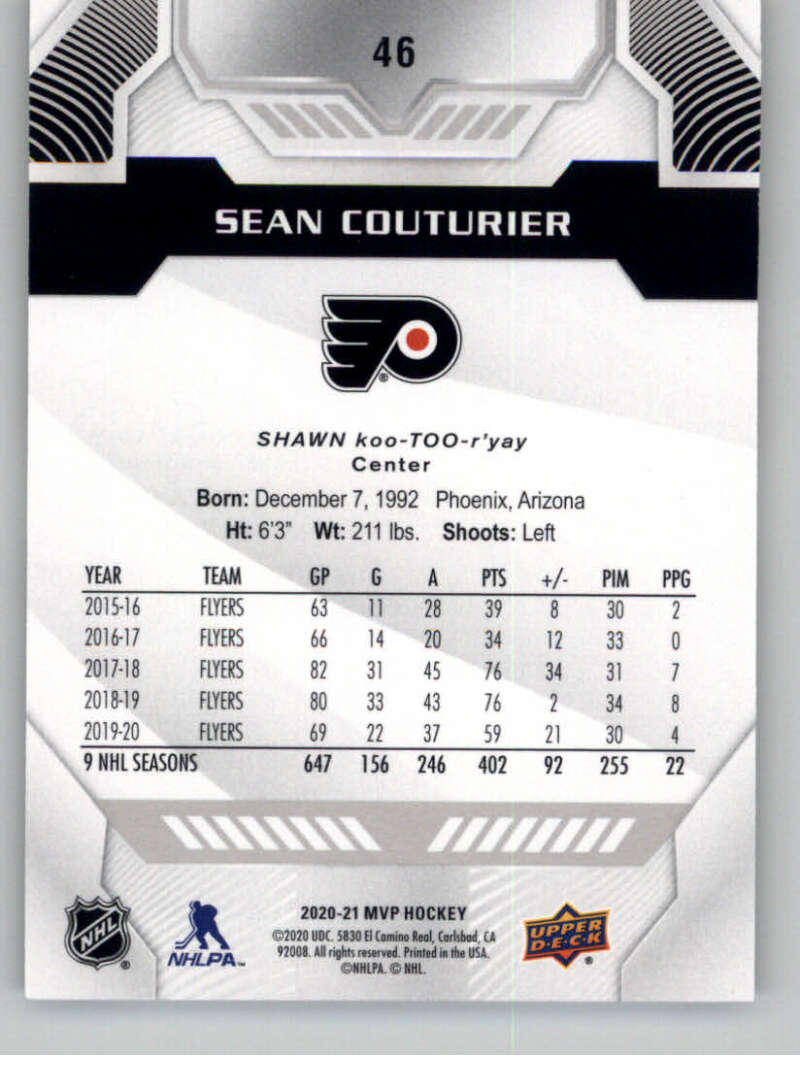 46
SEAN COUTURIER
®
SHAWN koo-TOO-r'yay
Center
Born: December 7, 1992 Phoenix, Arizona
Ht: 6'3" Wt: 211 lbs. Shoots: Left
YEAR TEAM GP G A PTS +/- PIM PPG
2015-16 FLYERS 63 11 28 39 8 30 2
2016-17 FLYERS 66 14 20 34 12 33 0
2017-18 FLYERS 82 31 45 76 34 31 7
2018-19 FLYERS 80 33 43 76 2 34 8
2019-20 FLYERS 69 22 37 59 21 30 4
9 NHL SEASONS 647 156 246 402 92 255 22
NHL ®
NHLPA™
2020-21 MVP HOCKEY
©2020 UDC. 5830 El Camino Real, Carlsbad, CA
92008. All rights reserved. Printed in the USA.
©NHLPA. © NHL.
UPPER
D·E·C·K ®